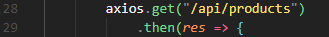 28 axios.get("/api/products")
29 .then(res => {